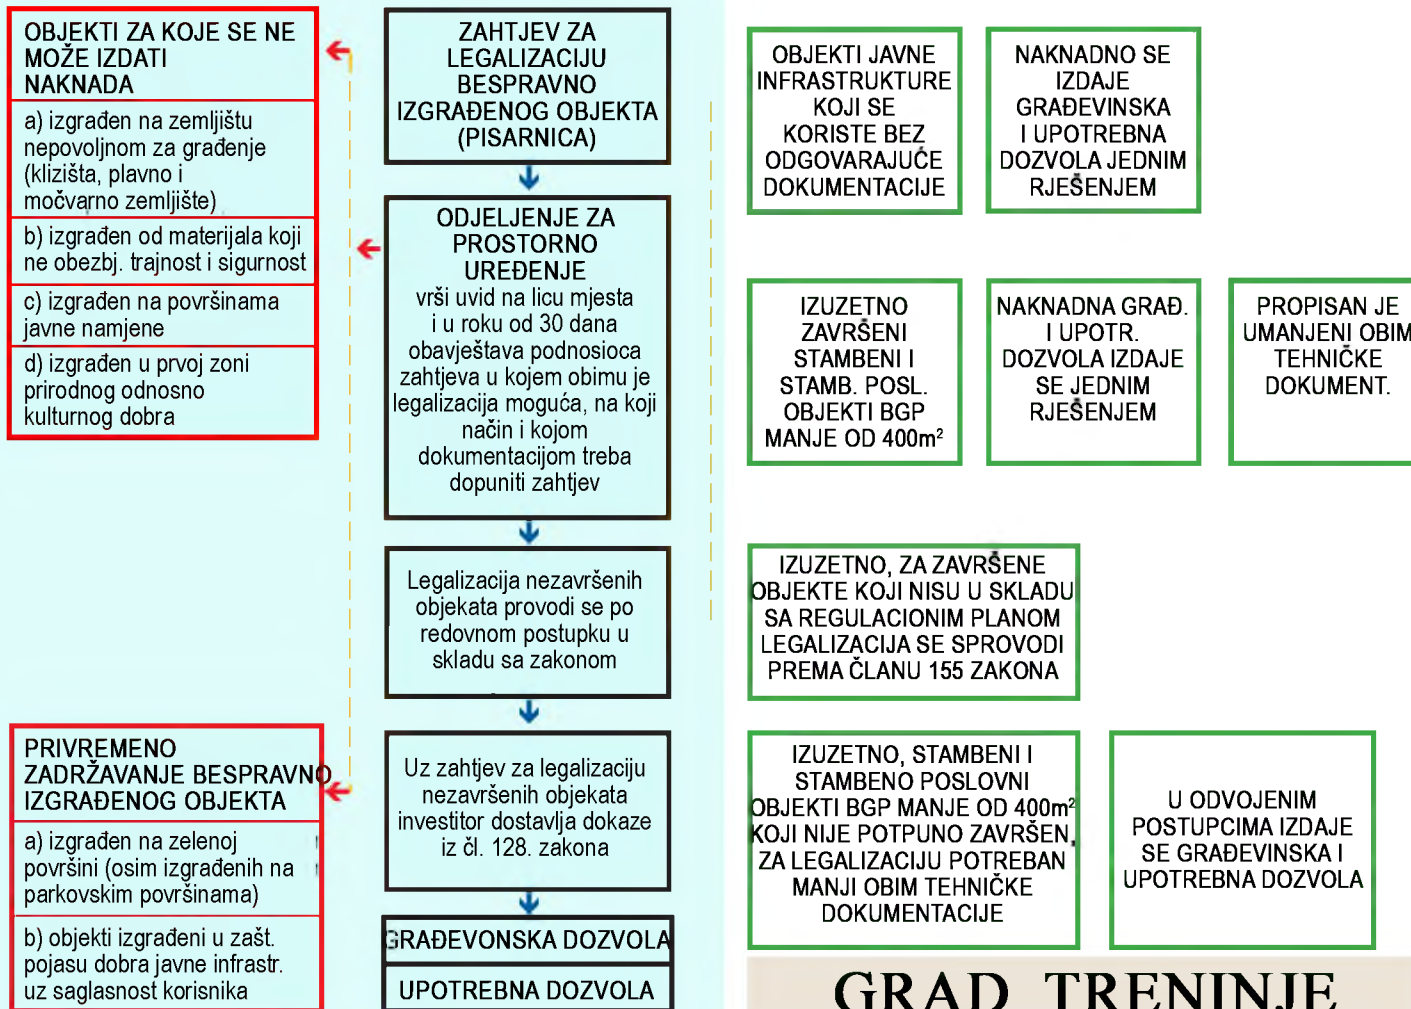 OBJEKTI ZA KOJE SE NE
MOŽE IZDATI
NAKNADA
a) izgrađen na zemljištu
nepovoljnom za građenje
(klizišta, plavno i
močvarno zemljište)
b) izgrađen od materijala koji
ne obezbj. trajnost i sigurnost
c) izgrađen na površinama
javne namjene
d) izgrađen u prvoj zoni
prirodnog odnosno
kulturnog dobra
PRIVREMENO
ZADRŽAVANJE BESPRAVNO
IZGRAĐENOG OBJEKTA
a) izgrađen na zelenoj
površini (osim izgrađenih na
parkovskim površinama)
b) objekti izgrađeni u zašt.
pojasu dobra javne infrastr.
uz saglasnost korisnika
ZAHTJEV ZA
LEGALIZACIJU
BESPRAVNO
IZGRAĐENOG OBJEKTA
(PISARNICA)
ODJELJENJE ZA
PROSTORNO
UREĐENJE
vrši uvid na licu mjesta
i u roku od 30 dana
obavještava podnosioca
zahtjeva u kojem obimu je
legalizacija moguća, na koji
način i kojom
dokumentacijom treba
dopuniti zahtjev
Legalizacija nezavršenih
objekata provodi se po
redovnom postupku u
skladu sa zakonom
Uz zahtjev za legalizaciju
nezavršenih objekata
investitor dostavlja dokaze
iz čl. 128. zakona
GRAĐEVONSKA DOZVOLA
UPOTREBNA DOZVOLA
OBJEKTI JAVNE
INFRASTRUKTURE
KOJI SE
KORISTE BEZ
ODGOVARAJUĆE
DOKUMENTACIJE
NAKNADNO SE
IZDAJE
GRAĐEVINSKA
I UPOTREBNA
DOZVOLA JEDNIM
RJEŠENJEM
IZUZETNO
ZAVRŠENI
STAMBENI I
STAMB. POSL.
OBJEKTI BGP
MANJE OD 400m²
NAKNADNA GRAĐ.
I UPOTR.
DOZVOLA IZDAJE
SE JEDNIM
RJEŠENJEM
PROPISAN JE
UMANJENI OBIM
TEHNIČKE
DOKUMENT.
IZUZETNO, ZA ZAVRŠENE
OBJEKTE KOJI NISU U SKLADU
SA REGULACIONIM PLANOM
LEGALIZACIJA SE SPROVODI
PREMA ČLANU 155 ZAKONA
IZUZETNO, STAMBENI I
STAMBENO POSLOVNI
OBJEKTI BGP MANJE OD 400m²
KOJI NIJE POTPUNO ZAVRŠEN,
ZA LEGALIZACIJU POTREBAN
MANJI OBIM TEHNIČKE
DOKUMENTACIJE
U ODVOJENIM
POSTUPCIMA IZDAJE
SE GRAĐEVINSKA I
UPOTREBNA DOZVOLA
GRAD TRENINJE